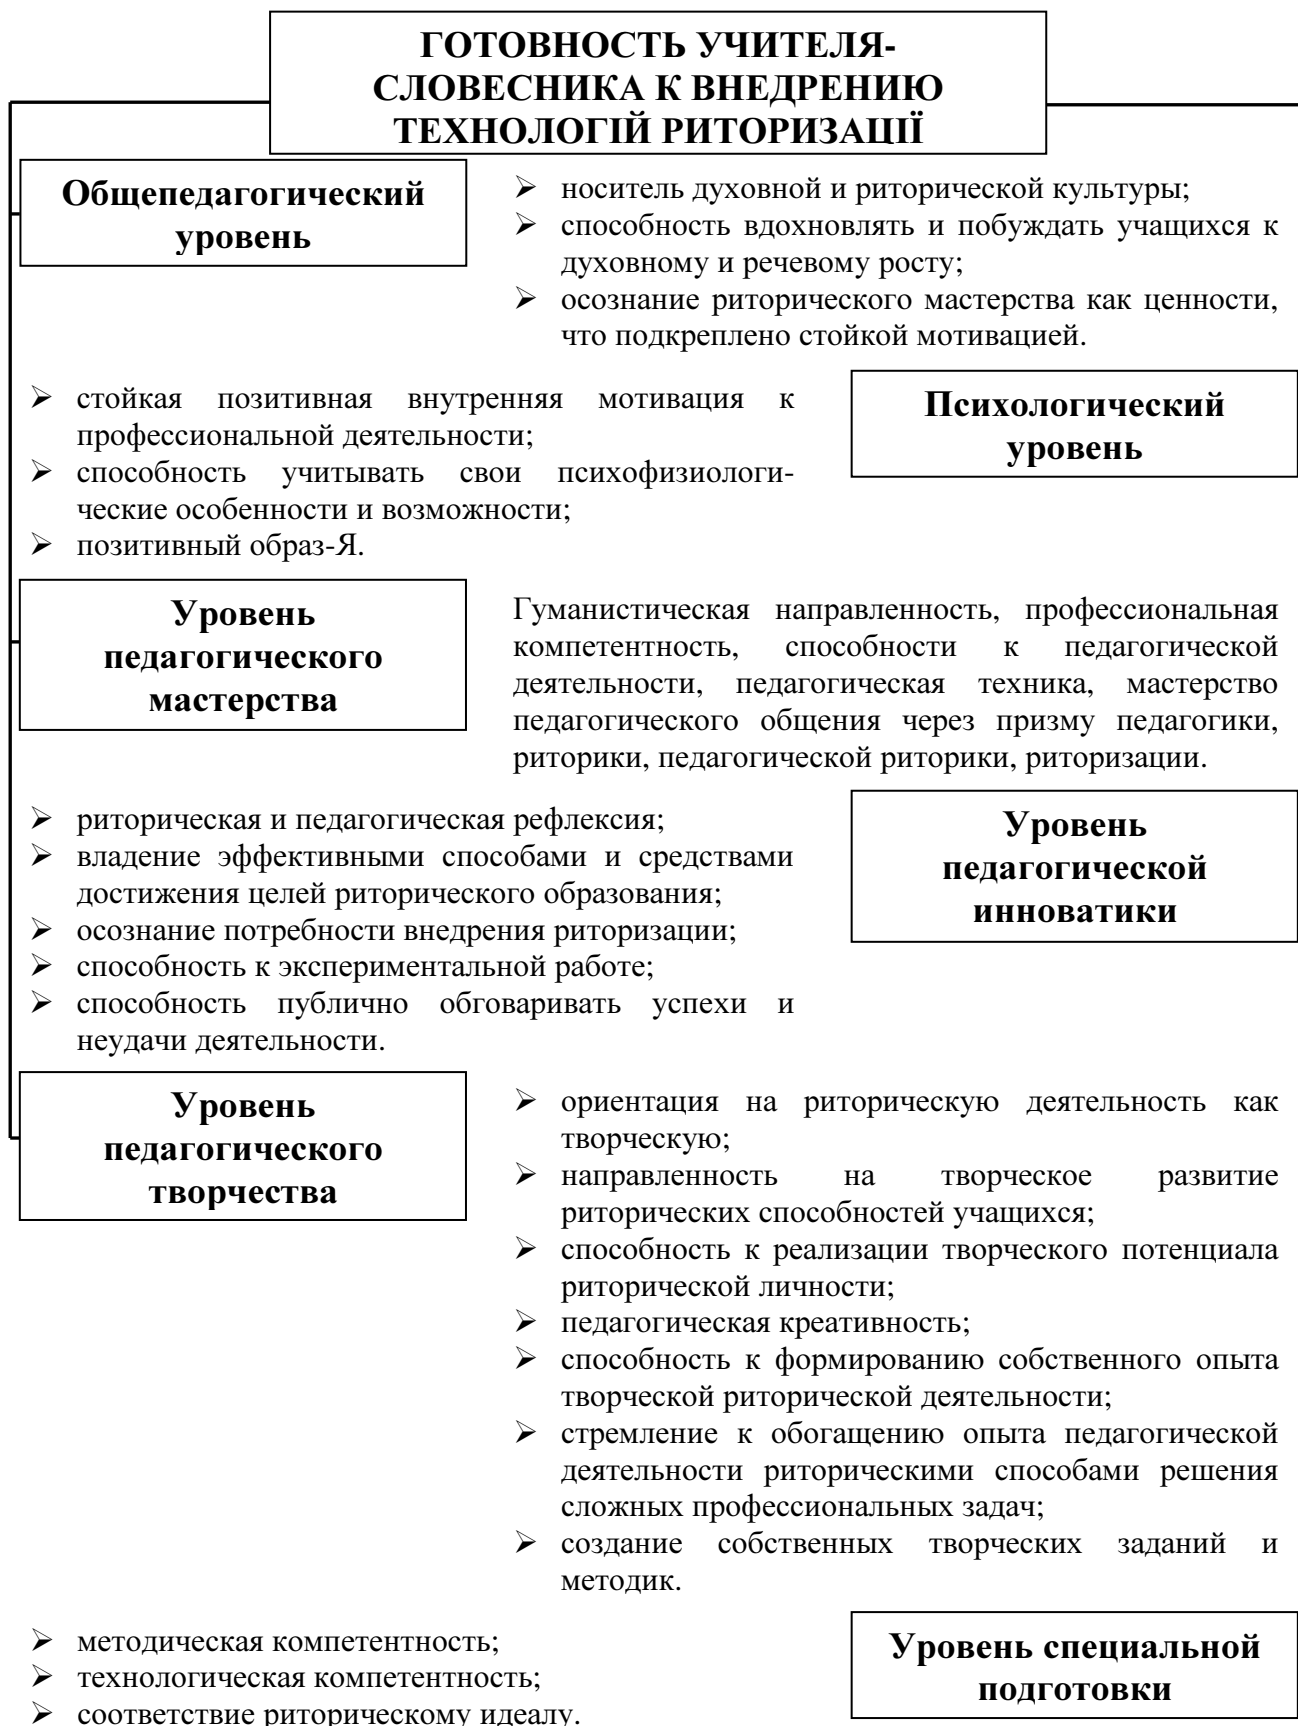 ГОТОВНОСТЬ УЧИТЕЛЯ-
СЛОВЕСНИКА К ВНЕДРЕНИЮ
ТЕХНОЛОГІЙ РИТОРИЗАЦІЇ
Общепедагогический
уровень
➢ носитель духовной и риторической культуры;
➢ способность вдохновлять и побуждать учащихся к
духовному и речевому росту;
➢ осознание риторического мастерства как ценности,
что подкреплено стойкой мотивацией.
➢ стойкая позитивная внутренняя мотивация к
профессиональной деятельности;
➢ способность учитывать свои психофизиологи-
ческие особенности и возможности;
➢ позитивный образ-Я.
Психологический
уровень
Уровень
педагогического
мастерства
Гуманистическая направленность, профессиональная
компетентность, способности к педагогической
деятельности, педагогическая техника, мастерство
педагогического общения через призму педагогики,
риторики, педагогической риторики, риторизации.
➢ риторическая и педагогическая рефлексия;
➢ владение эффективными способами и средствами
достижения целей риторического образования;
➢ осознание потребности внедрения риторизации;
➢ способность к экспериментальной работе;
➢ способность публично обговаривать успехи и
неудачи деятельности.
Уровень
педагогической
инноватики
Уровень
педагогического
творчества
➢ ориентация на риторическую деятельность как
творческую;
➢ направленность на творческое развитие
риторических способностей учащихся;
➢ способность к реализации творческого потенциала
риторической личности;
➢ педагогическая креативность;
➢ способность к формированию собственного опыта
творческой риторической деятельности;
➢ стремление к обогащению опыта педагогической
деятельности риторическими способами решения
сложных профессиональных задач;
➢ создание собственных творческих заданий и
методик.
➢ методическая компетентность;
➢ технологическая компетентность;
➢ соответствие риторическому идеалу.
Уровень специальной
подготовки